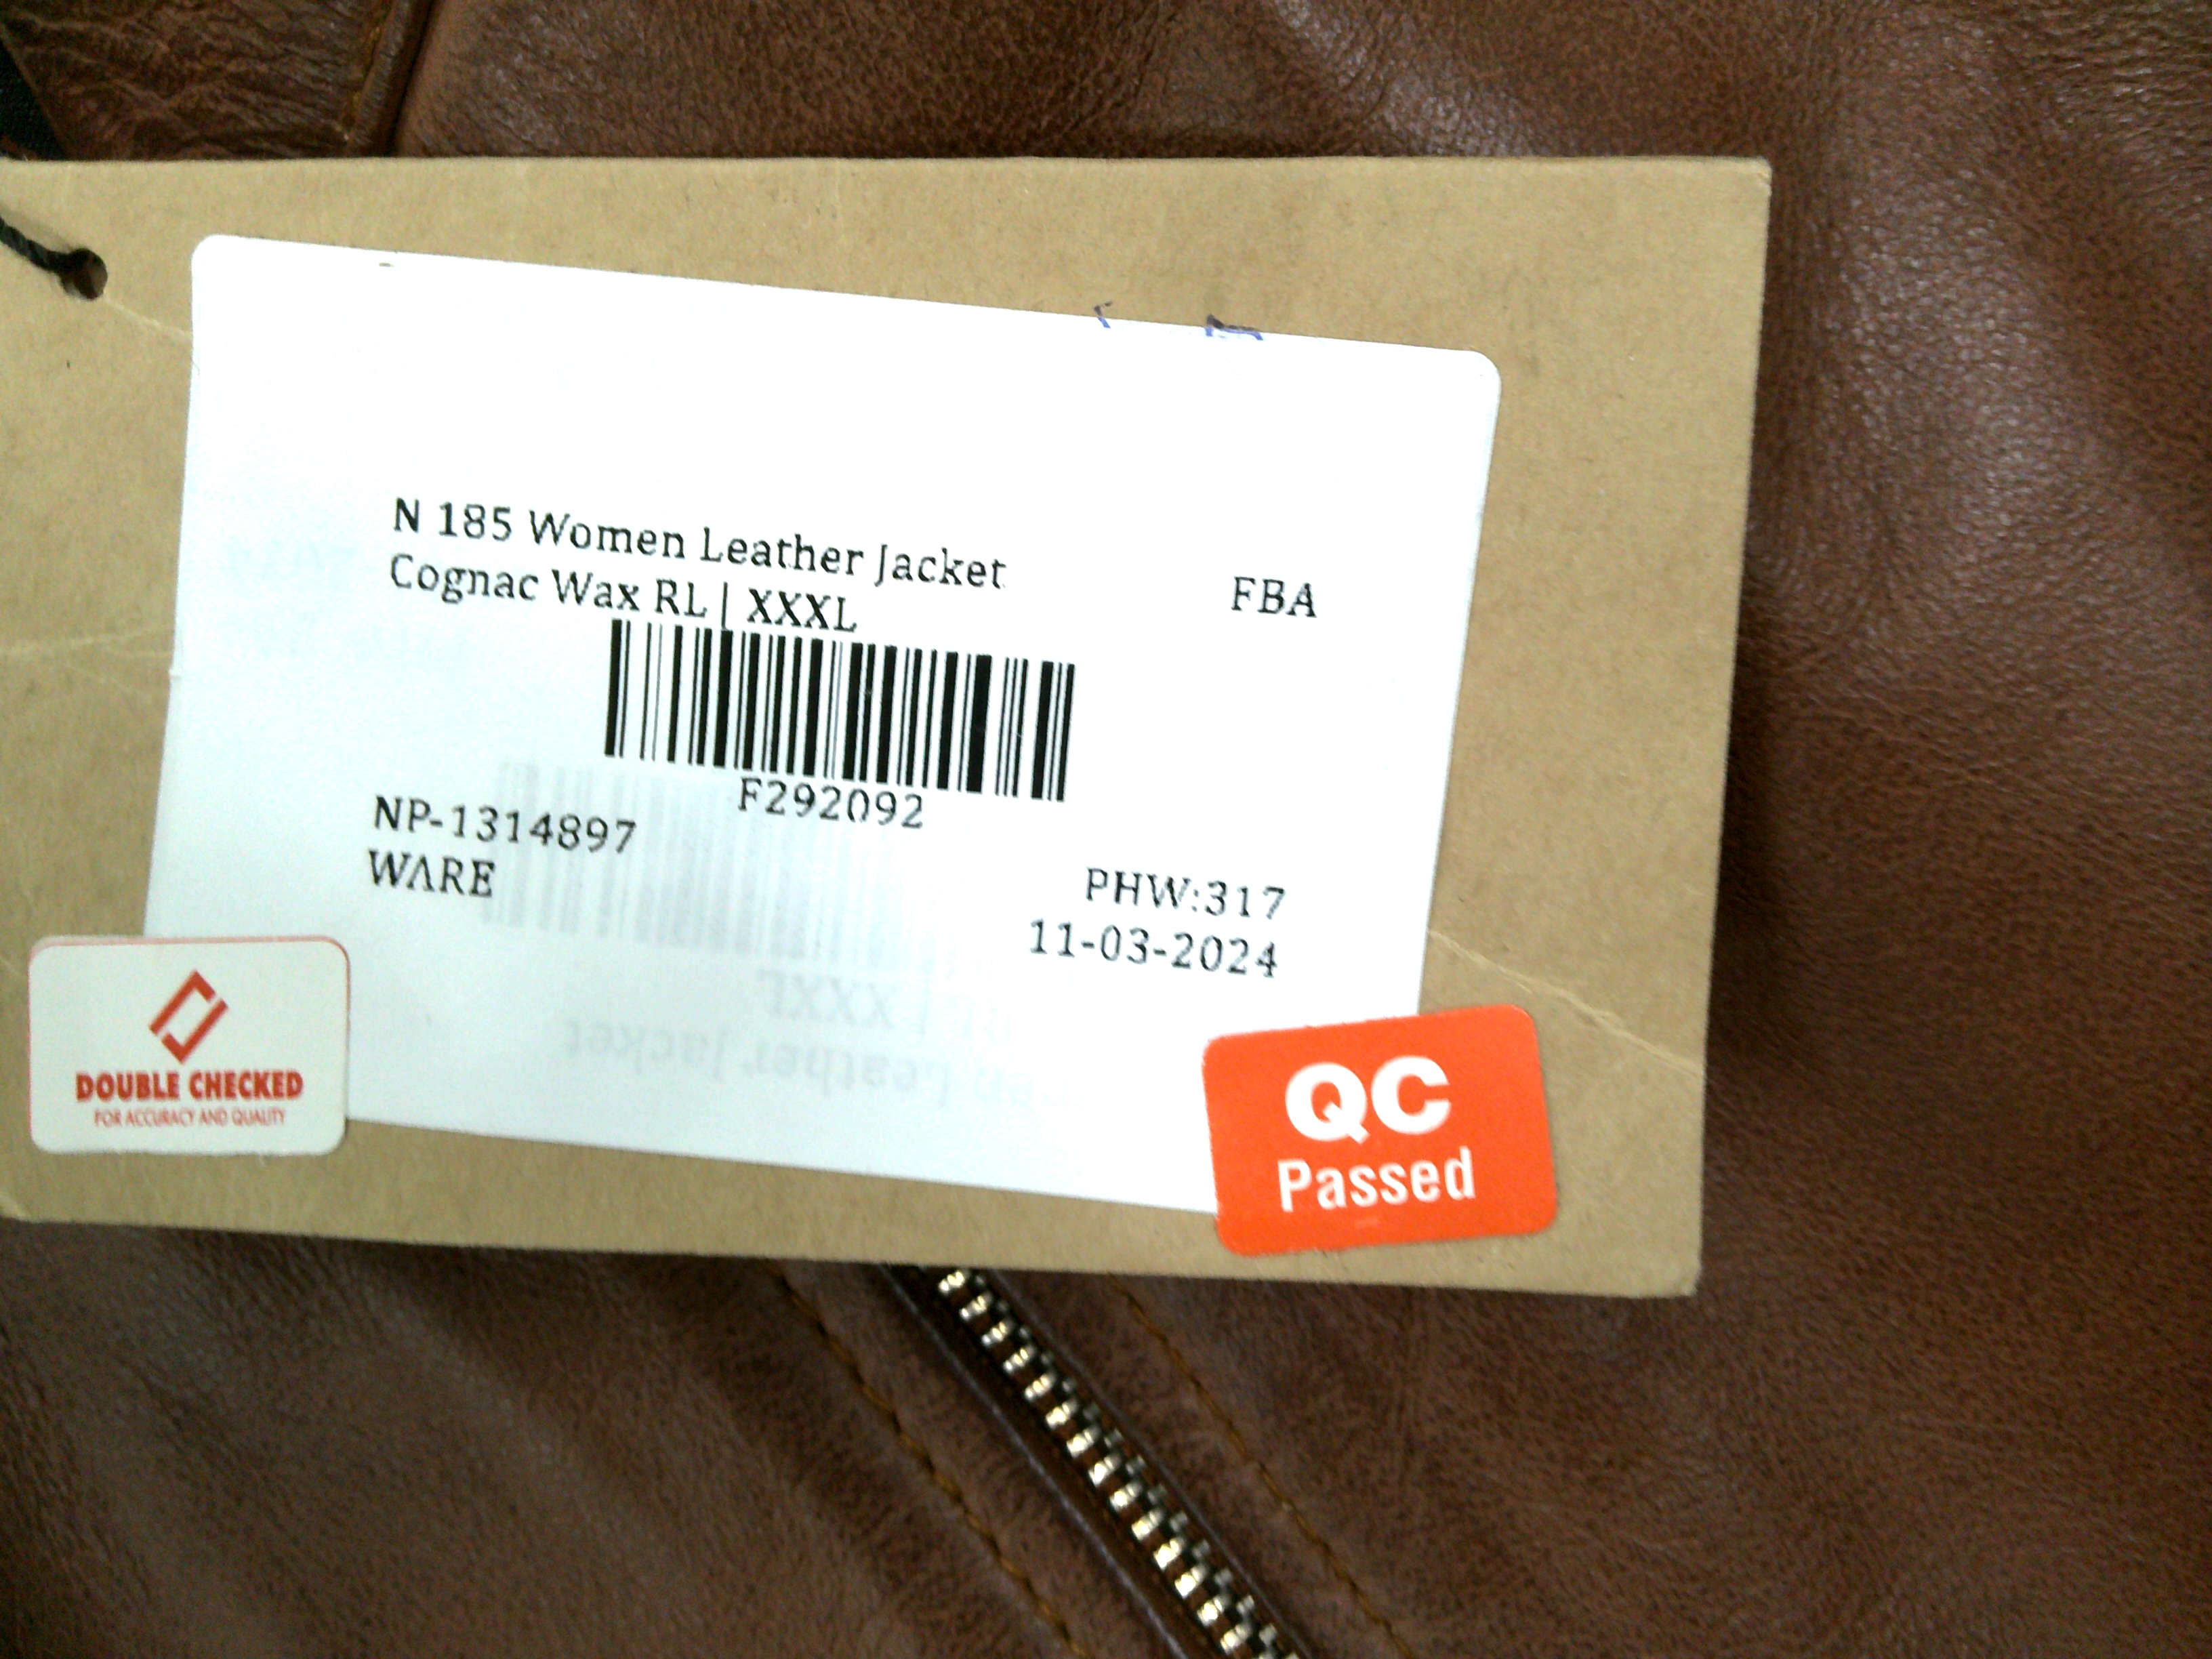 N 185 Women Leather Jacket
Cognac Wax RL | XXXL
FBA
F292092
NP-1314897
WARE
PHW:317
11-03-2024
DOUBLE CHECKED
FOR ACCURACY AND QUALITY
QC
Passed